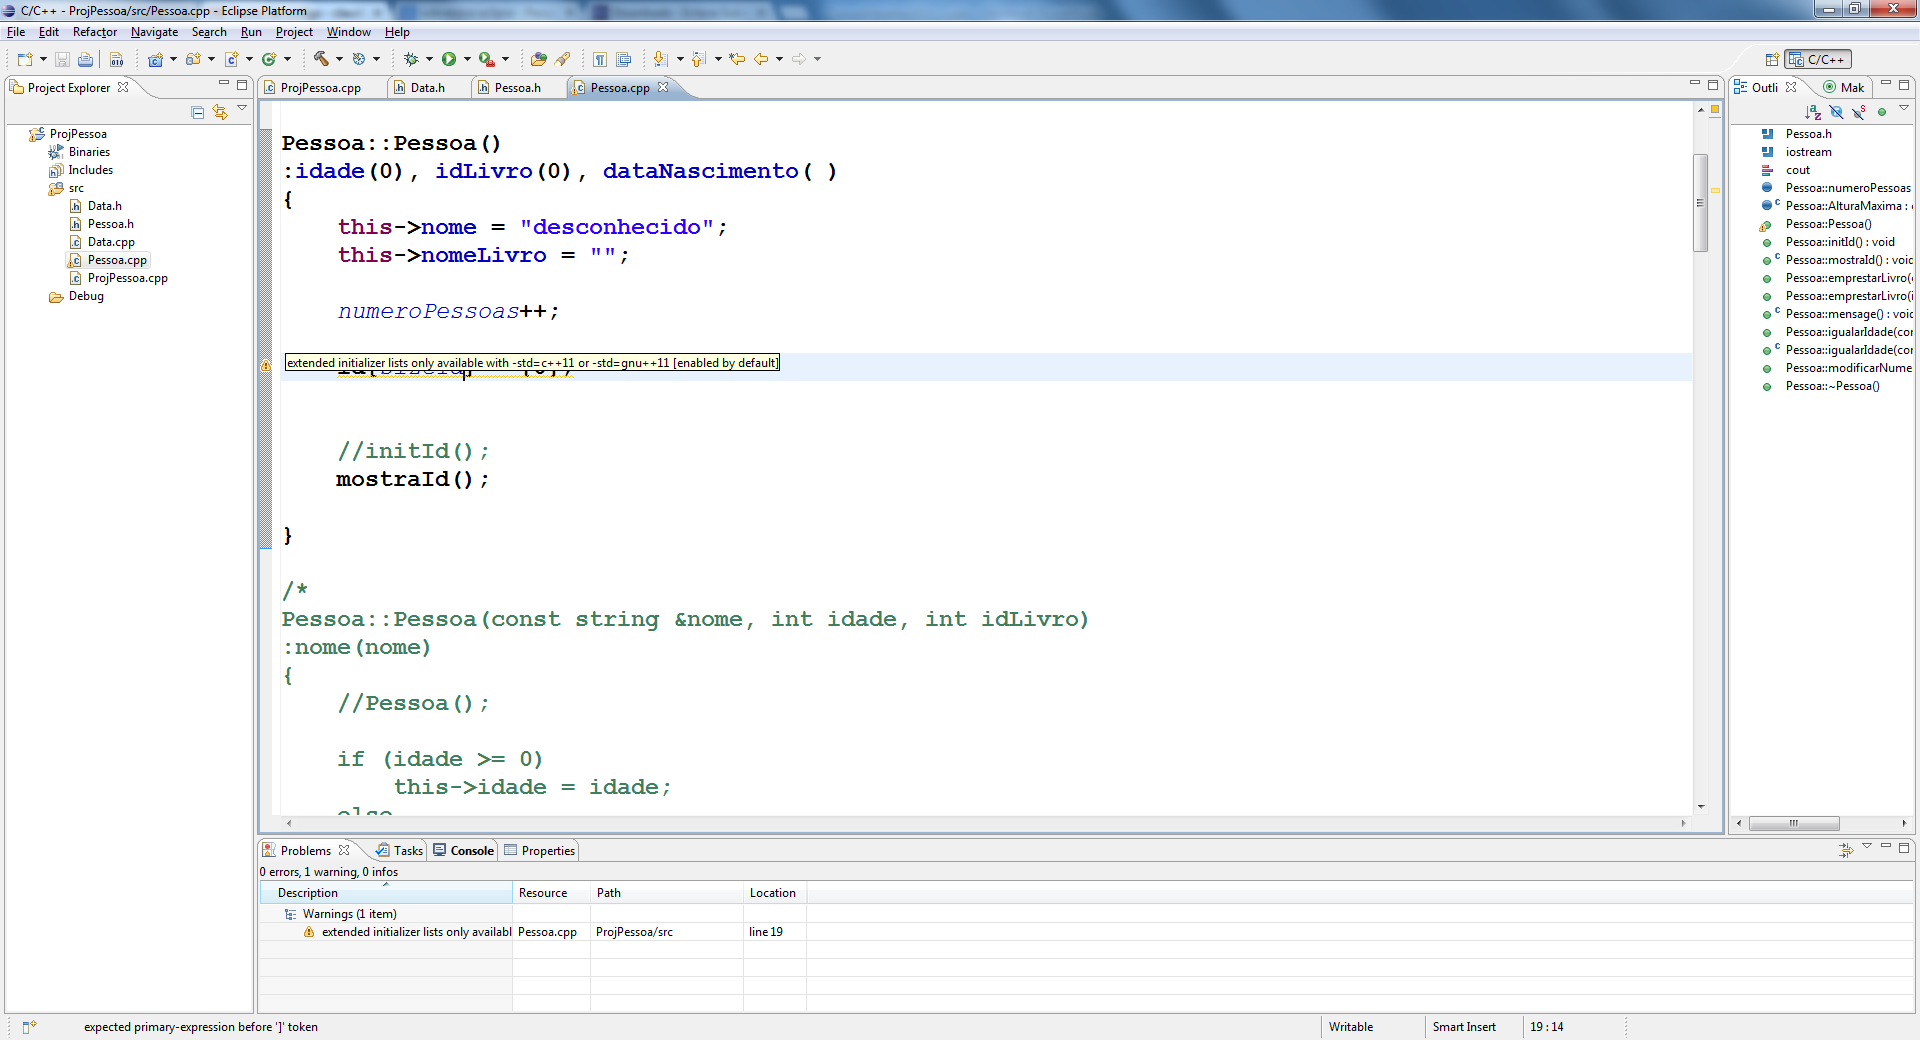 C/C++ - ProjPessoa/src/Pessoa.cpp - Eclipse Platform
File Edit Refactor Navigate Search Run Project Window Help
C/C++
Project Explorer
ProjPessoa
Binaries
Includes
src
Data.h
Pessoa.h
Data.cpp
Pessoa.cpp
ProjPessoa.cpp
Debug
ProjPessoa.cpp Data.h Pessoa.h Pessoa.cpp
Pessoa::Pessoa()
:idade(0), idLivro(0), dataNascimento( )
{
this->nome = "desconhecido";
this->nomeLivro = "";
numeroPessoas++;
extended initializer lists only available with -std=c++11 or -std=gnu++11 [enabled by default]
//initId();
mostraId();
}
/*
Pessoa::Pessoa(const string &nome, int idade, int idLivro)
:nome(nome)
{
//Pessoa();
if (idade >= 0)
this->idade = idade;
else
Outli Mak
Pessoa.h
iostream
cout
Pessoa::numeroPessoas
Pessoa::AlturaMaxima :
Pessoa::Pessoa()
Pessoa::initId() : void
Pessoa::mostraId() : void
Pessoa::emprestarLivro(
Pessoa::emprestarLivro(i
Pessoa::mensage() : void
Pessoa::igualarIdade(cor
Pessoa::igualarIdade(cor
Pessoa::modificarNume
Pessoa::~Pessoa()
Problems Tasks Console Properties
0 errors, 1 warning, 0 infos
Description Resource Path Location
Warnings (1 item)
extended initializer lists only availabl Pessoa.cpp ProjPessoa/src line 19
expected primary-expression before ']' token Writable Smart Insert 19 : 14